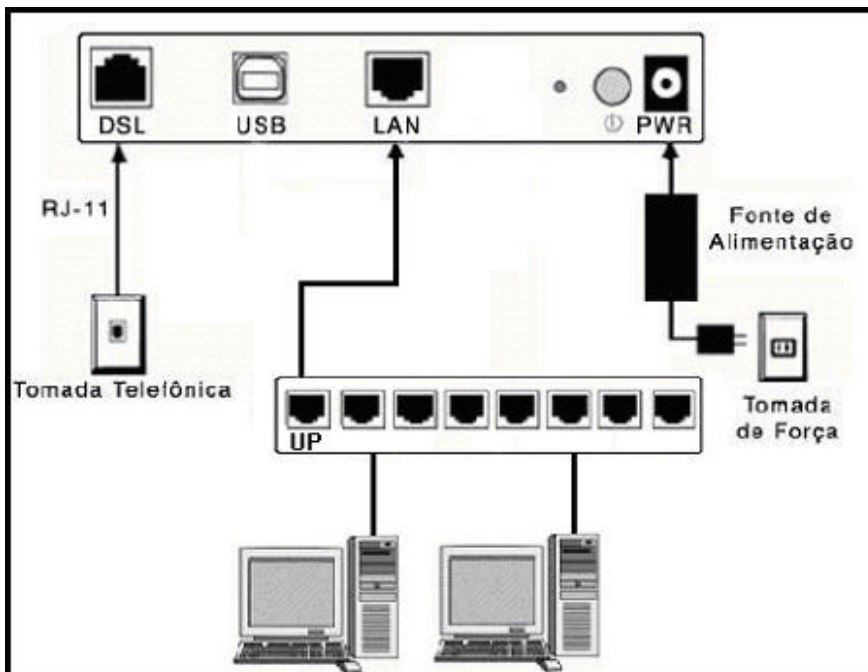 DSL USB LAN PWR
RJ-11
Fonte de
Alimentação
Tomada Telefônica
UP
Tomada
de Força